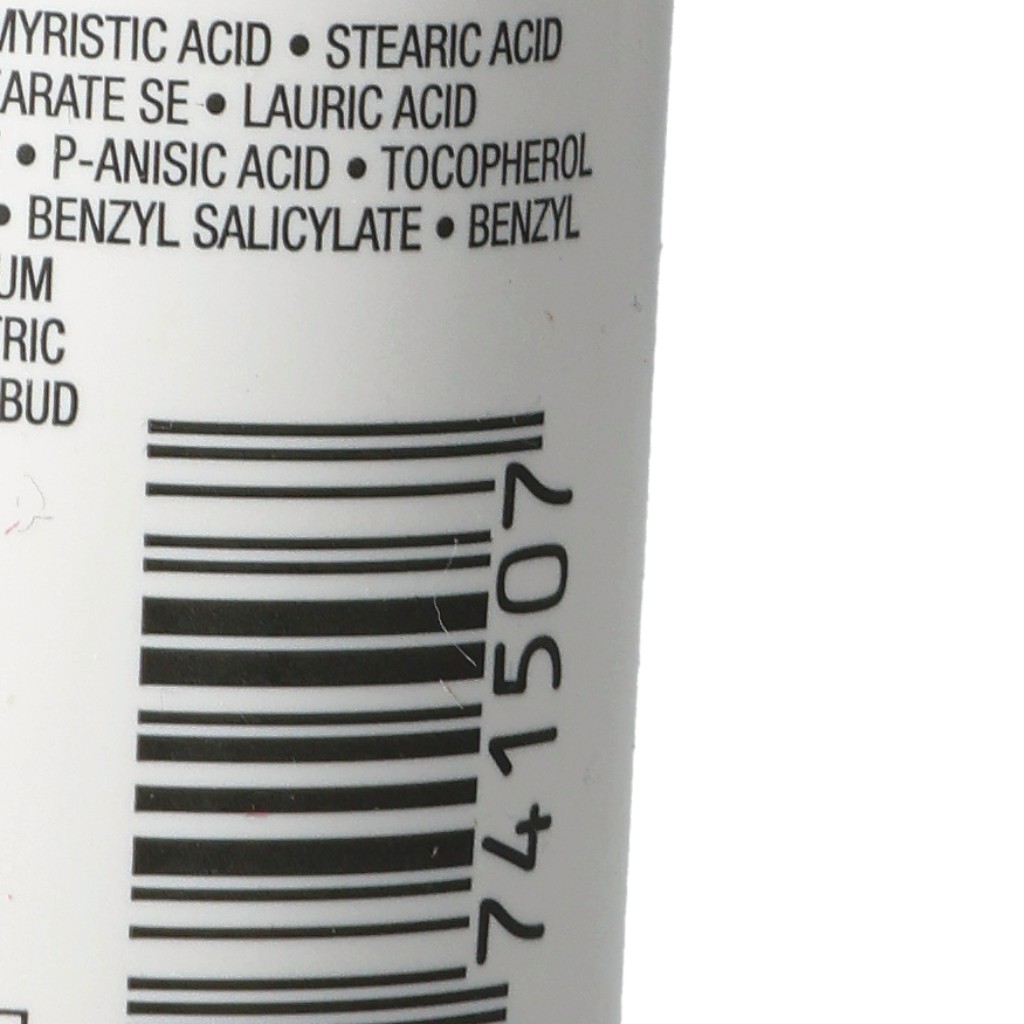 MYRISTIC ACID • STEARIC ACID
ARATE SE • LAURIC ACID
• P-ANISIC ACID • TOCOPHEROL
• BENZYL SALICYLATE • BENZYL
UM
TRIC
BUD
741507